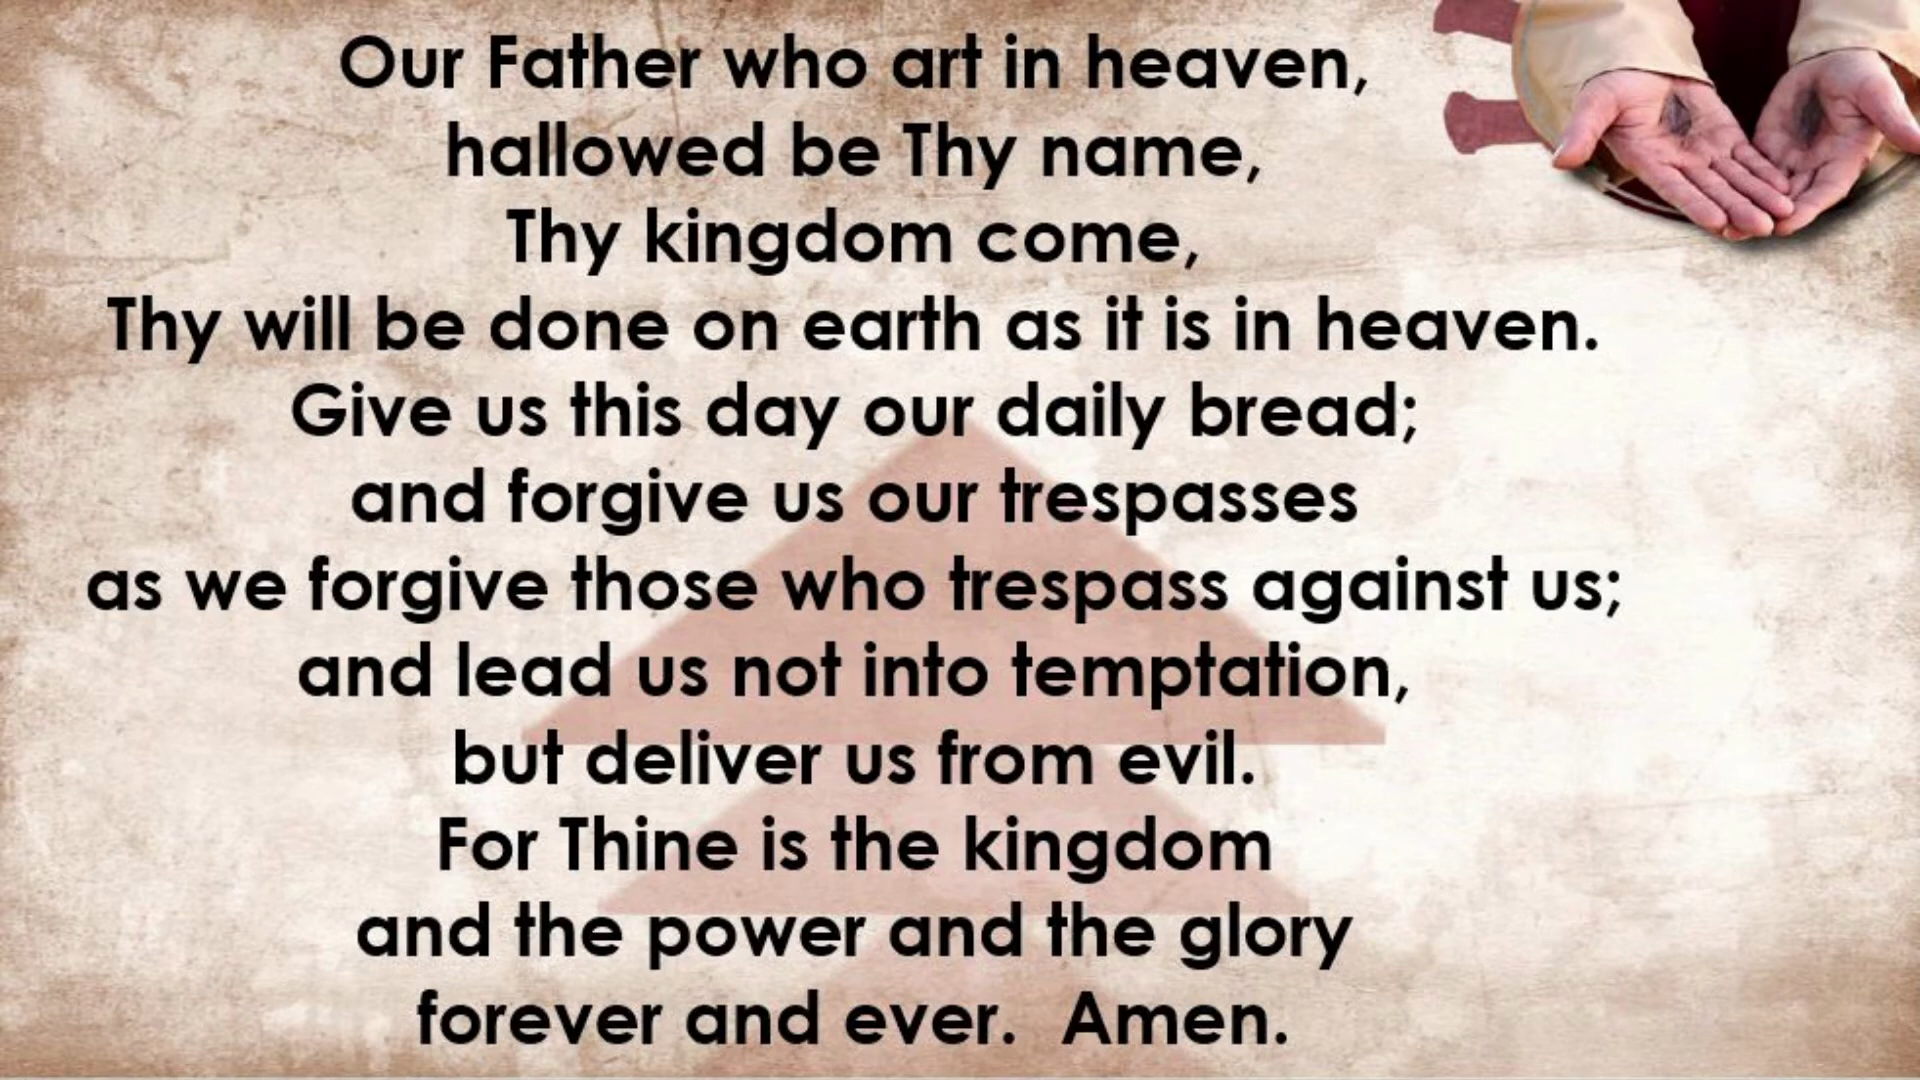 Our Father who art in heaven,
hallowed be Thy name,
Thy kingdom come,
Thy will be done on earth as it is in heaven.
Give us this day our daily bread;
and forgive us our trespasses
as we forgive those who trespass against us;
and lead us not into temptation,
but deliver us from evil.
For Thine is the kingdom
and the power and the glory
forever and ever.  Amen.